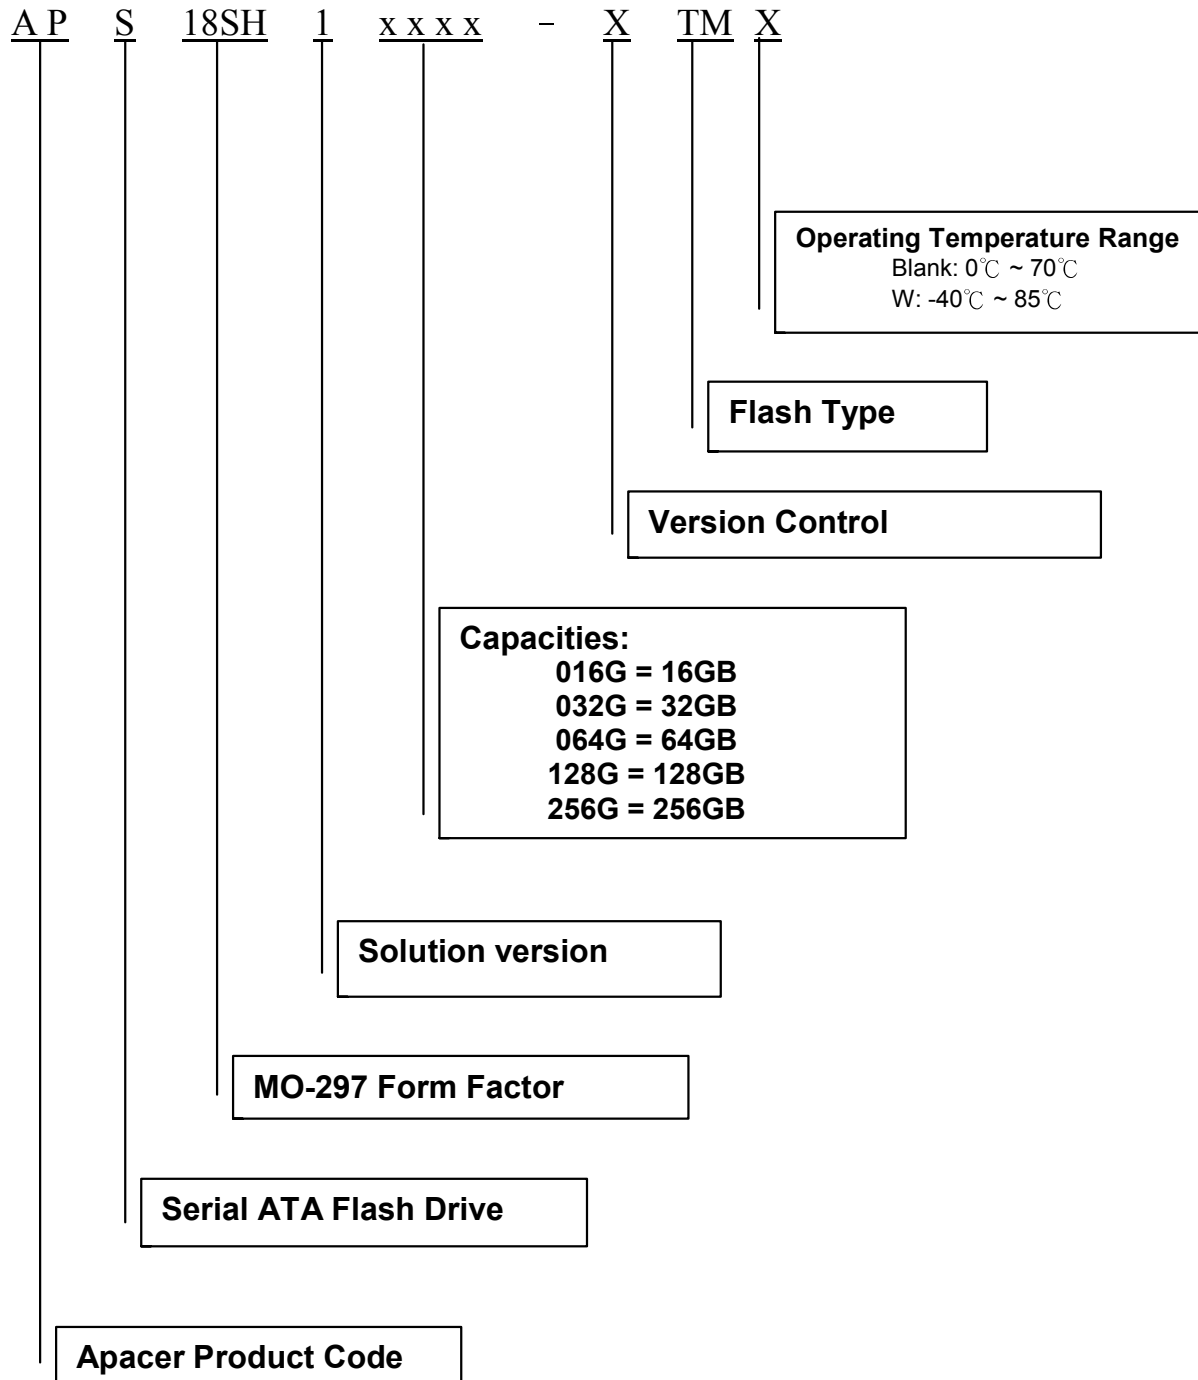 A P S 18SH 1 x x x x - X TM X
Operating Temperature Range
Blank: 0℃ ~ 70℃
W: -40℃ ~ 85℃
Flash Type
Version Control
Capacities:
016G = 16GB
032G = 32GB
064G = 64GB
128G = 128GB
256G = 256GB
Solution version
MO-297 Form Factor
Serial ATA Flash Drive
Apacer Product Code